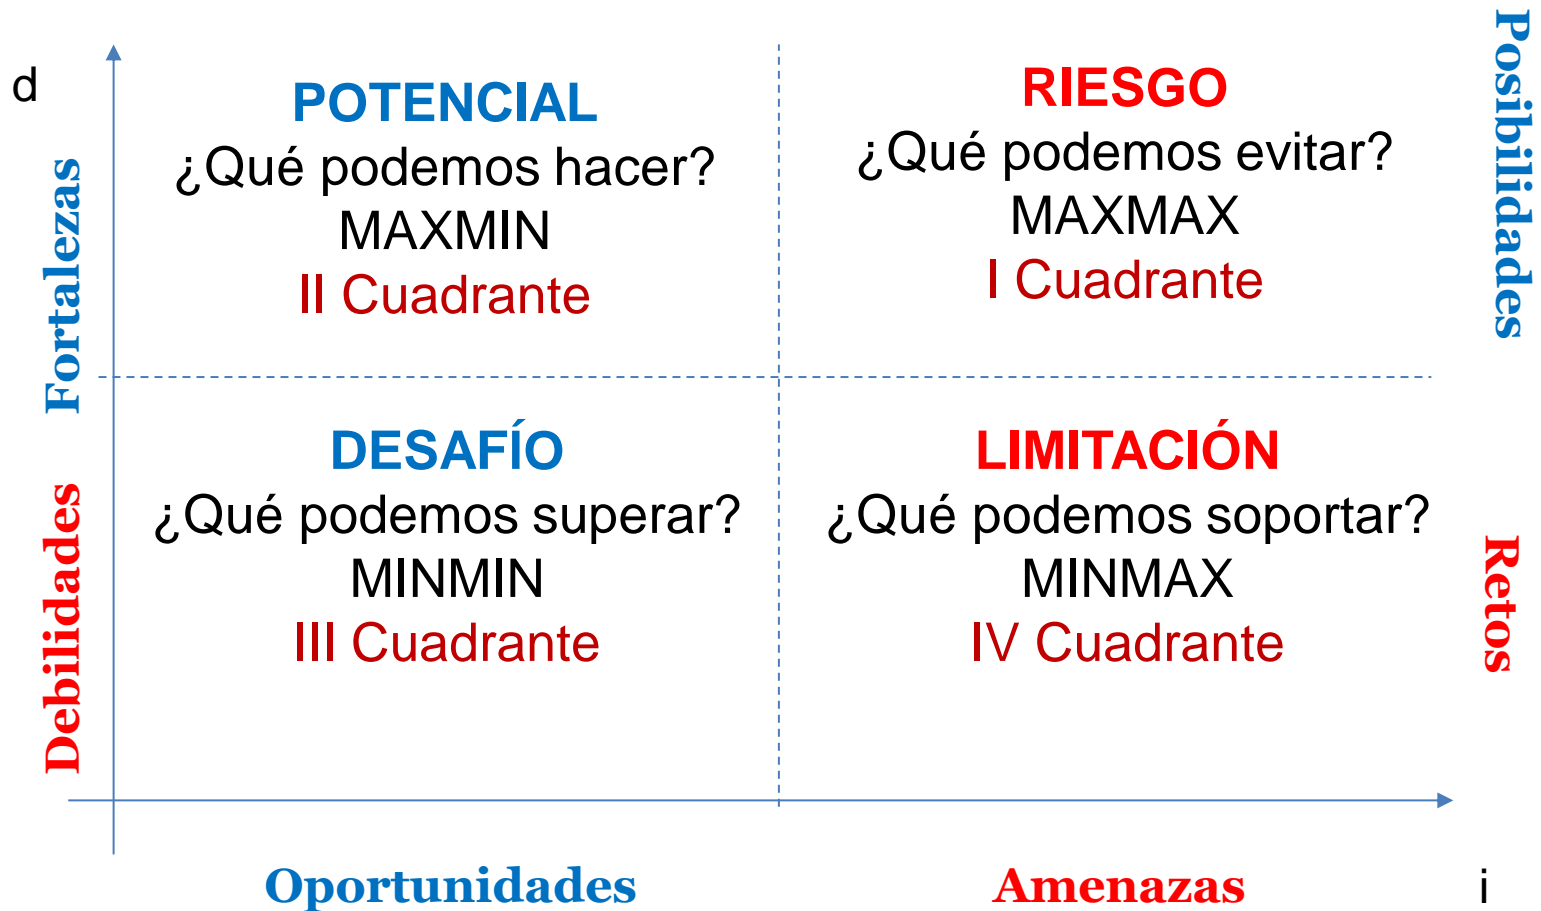 d
Fortalezas
Debilidades
POTENCIAL
¿Qué podemos hacer?
MAXMIN
II Cuadrante
RIESGO
¿Qué podemos evitar?
MAXMAX
I Cuadrante
Posibilidades
DESAFÍO
¿Qué podemos superar?
MINMIN
III Cuadrante
LIMITACIÓN
¿Qué podemos soportar?
MINMAX
IV Cuadrante
Retos
Oportunidades
Amenazas
i